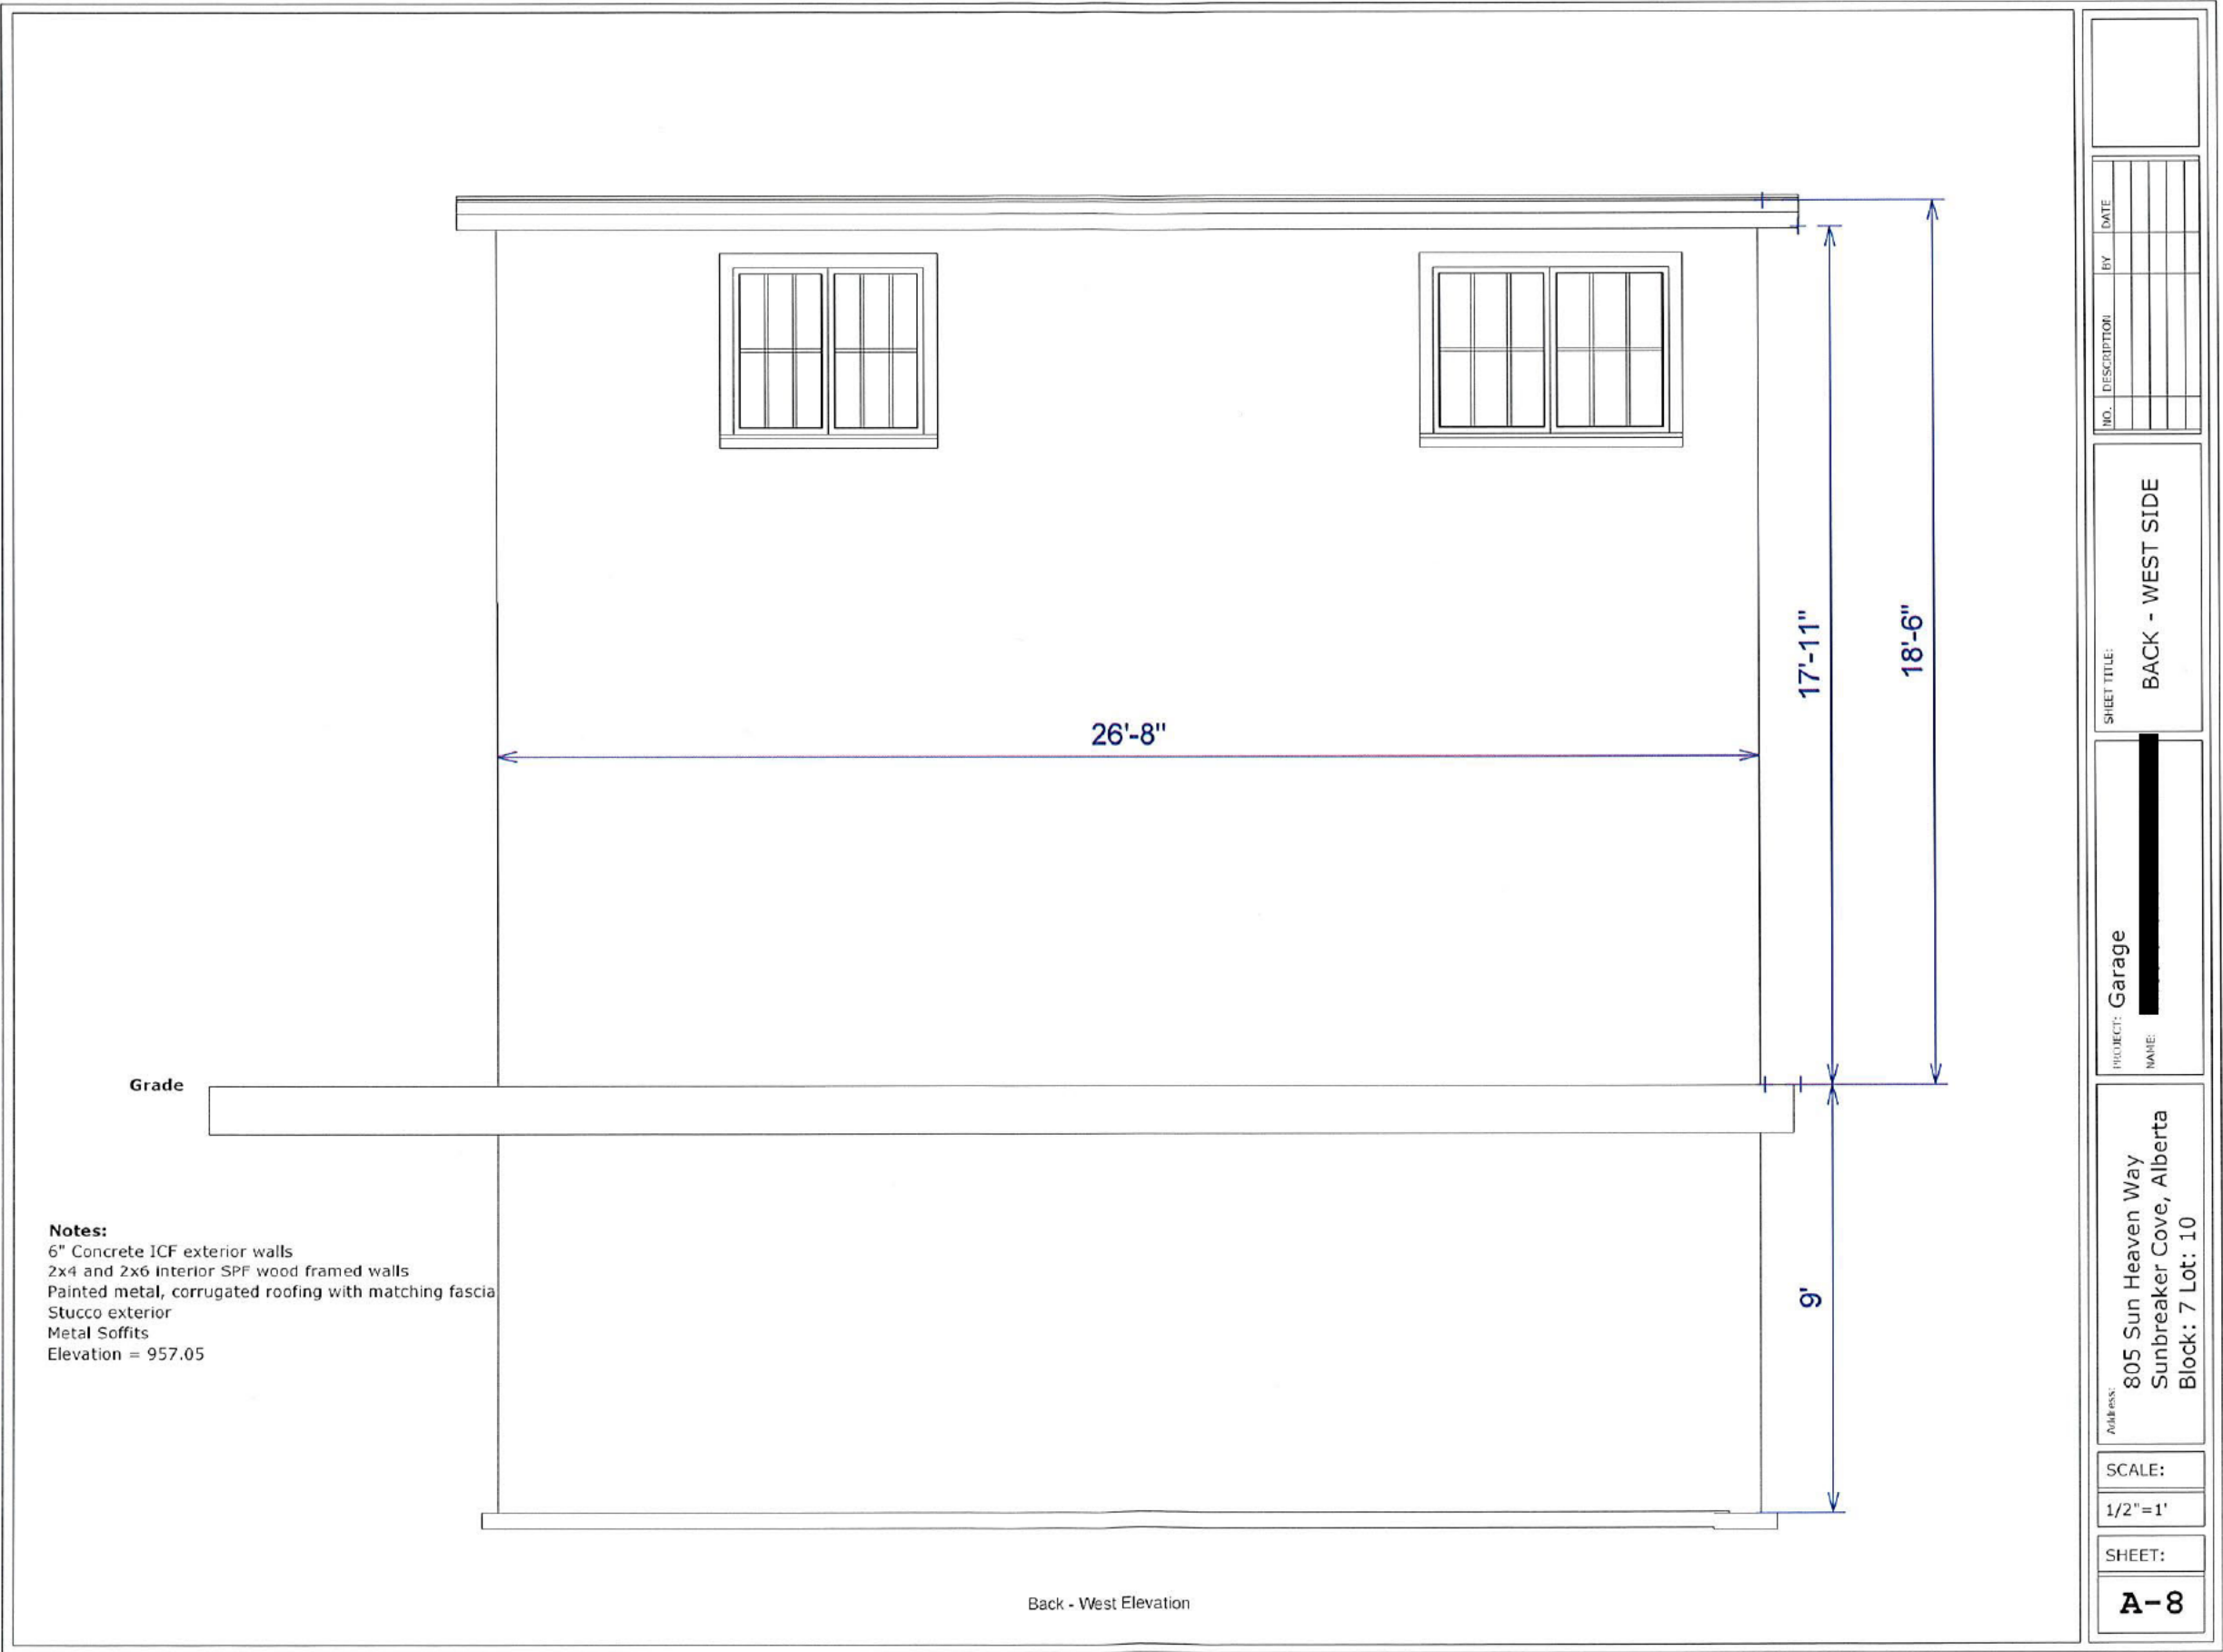 26'-8"
17'-11"
18'-6"
Grade
9'
Notes:
6" Concrete ICF exterior walls
2x4 and 2x6 interior SPF wood framed walls
Painted metal, corrugated roofing with matching fascia
Stucco exterior
Metal Soffits
Elevation = 957.05
Back - West Elevation
NO. DESCRIPTION BY DATE
SHEET TITLE:
BACK - WEST SIDE
PROJECT: Garage
NAME:
Address:
805 Sun Heaven Way
Sunbreaker Cove, Alberta
Block: 7 Lot: 10
SCALE:
1/2"=1'
SHEET:
A-8